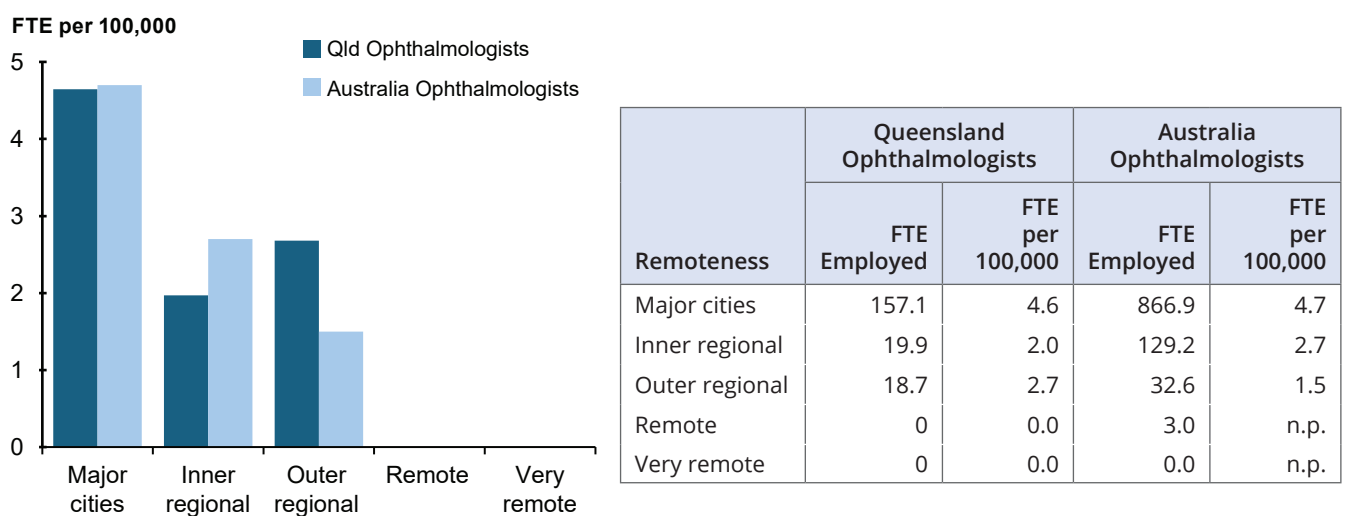 FTE per 100,000
Qld Ophthalmologists
Australia Ophthalmologists
5
4
3
2
1
0
Major cities
Inner regional
Outer regional
Remote
Very remote
Queensland Ophthalmologists
Australia Ophthalmologists
Remoteness FTE Employed FTE per 100,000 FTE Employed FTE per 100,000
Major cities 157.1 4.6 866.9 4.7
Inner regional 19.9 2.0 129.2 2.7
Outer regional 18.7 2.7 32.6 1.5
Remote 0 0.0 3.0 n.p.
Very remote 0 0.0 0.0 n.p.